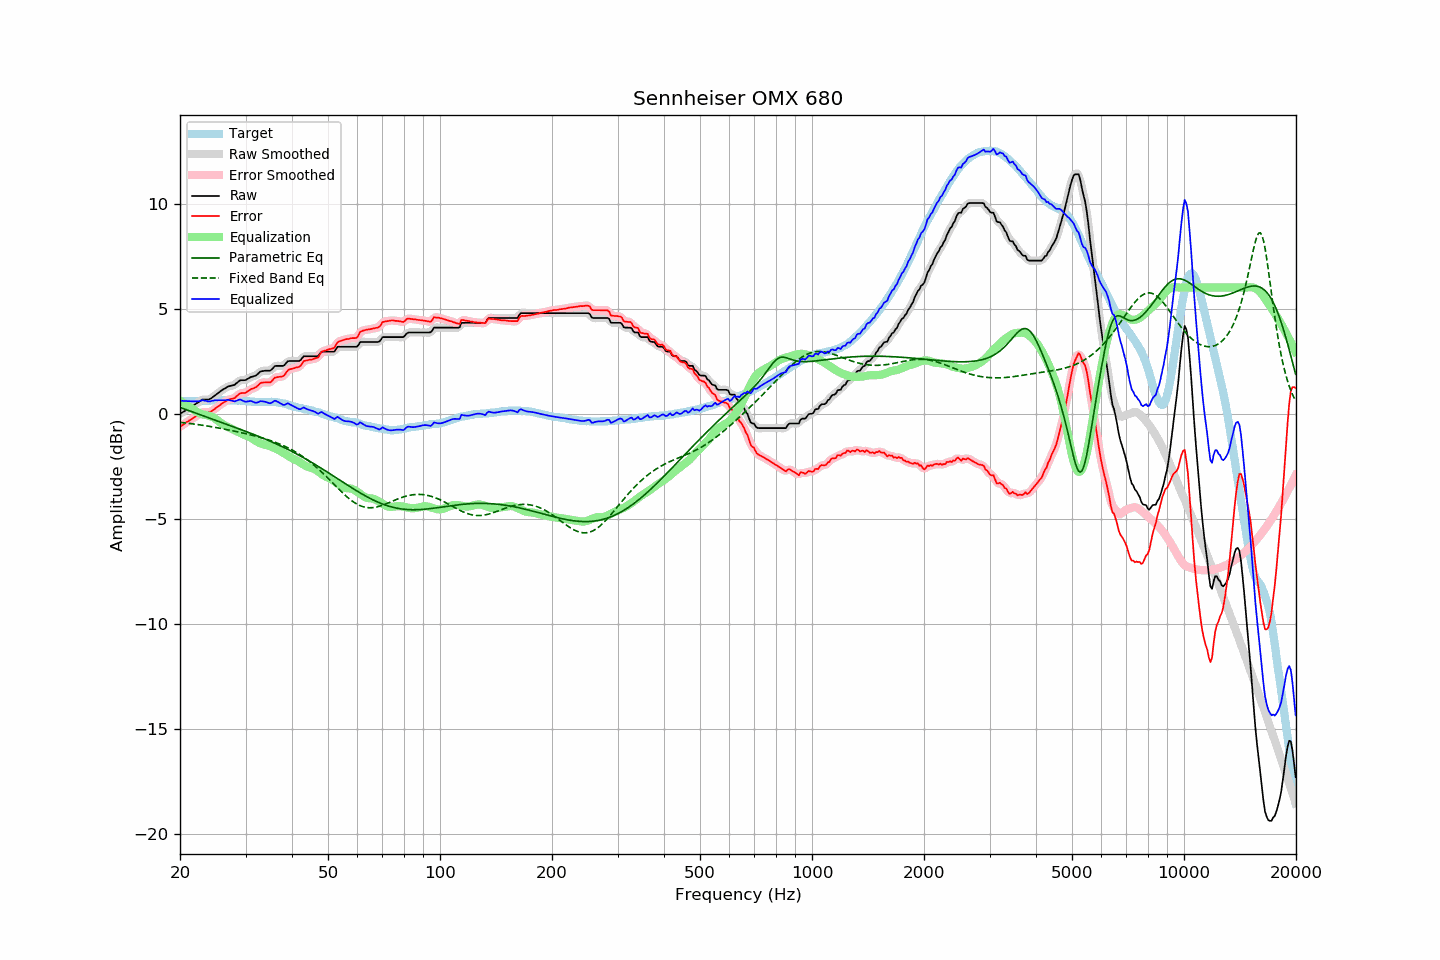 Sennheiser OMX 680
Target
Raw Smoothed
Error Smoothed
Raw
Error
Equalization
Parametric Eq
Fixed Band Eq
Equalized
10
5
0
−5
−10
−15
−20
Amplitude (dBr)
20 50 100 200 500 1000 2000 5000 10000 20000
Frequency (Hz)